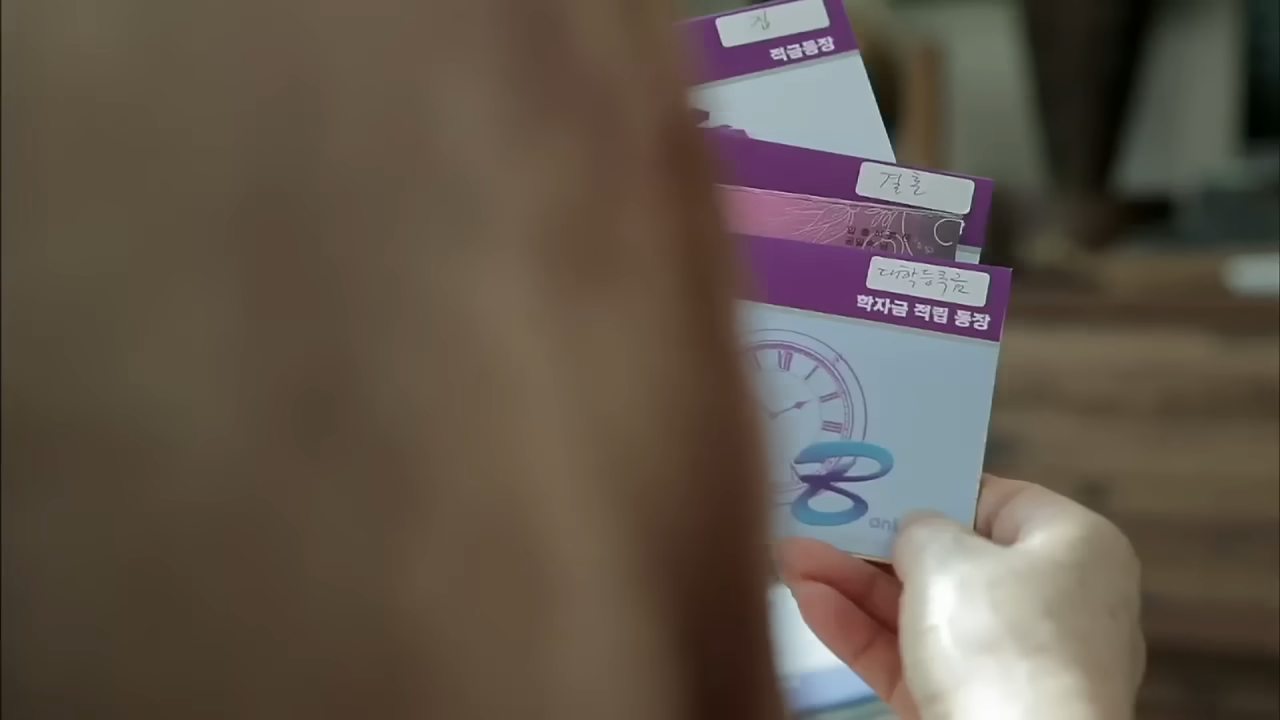 집
적금통장
결혼
대학등록금
학자금 적립 통장